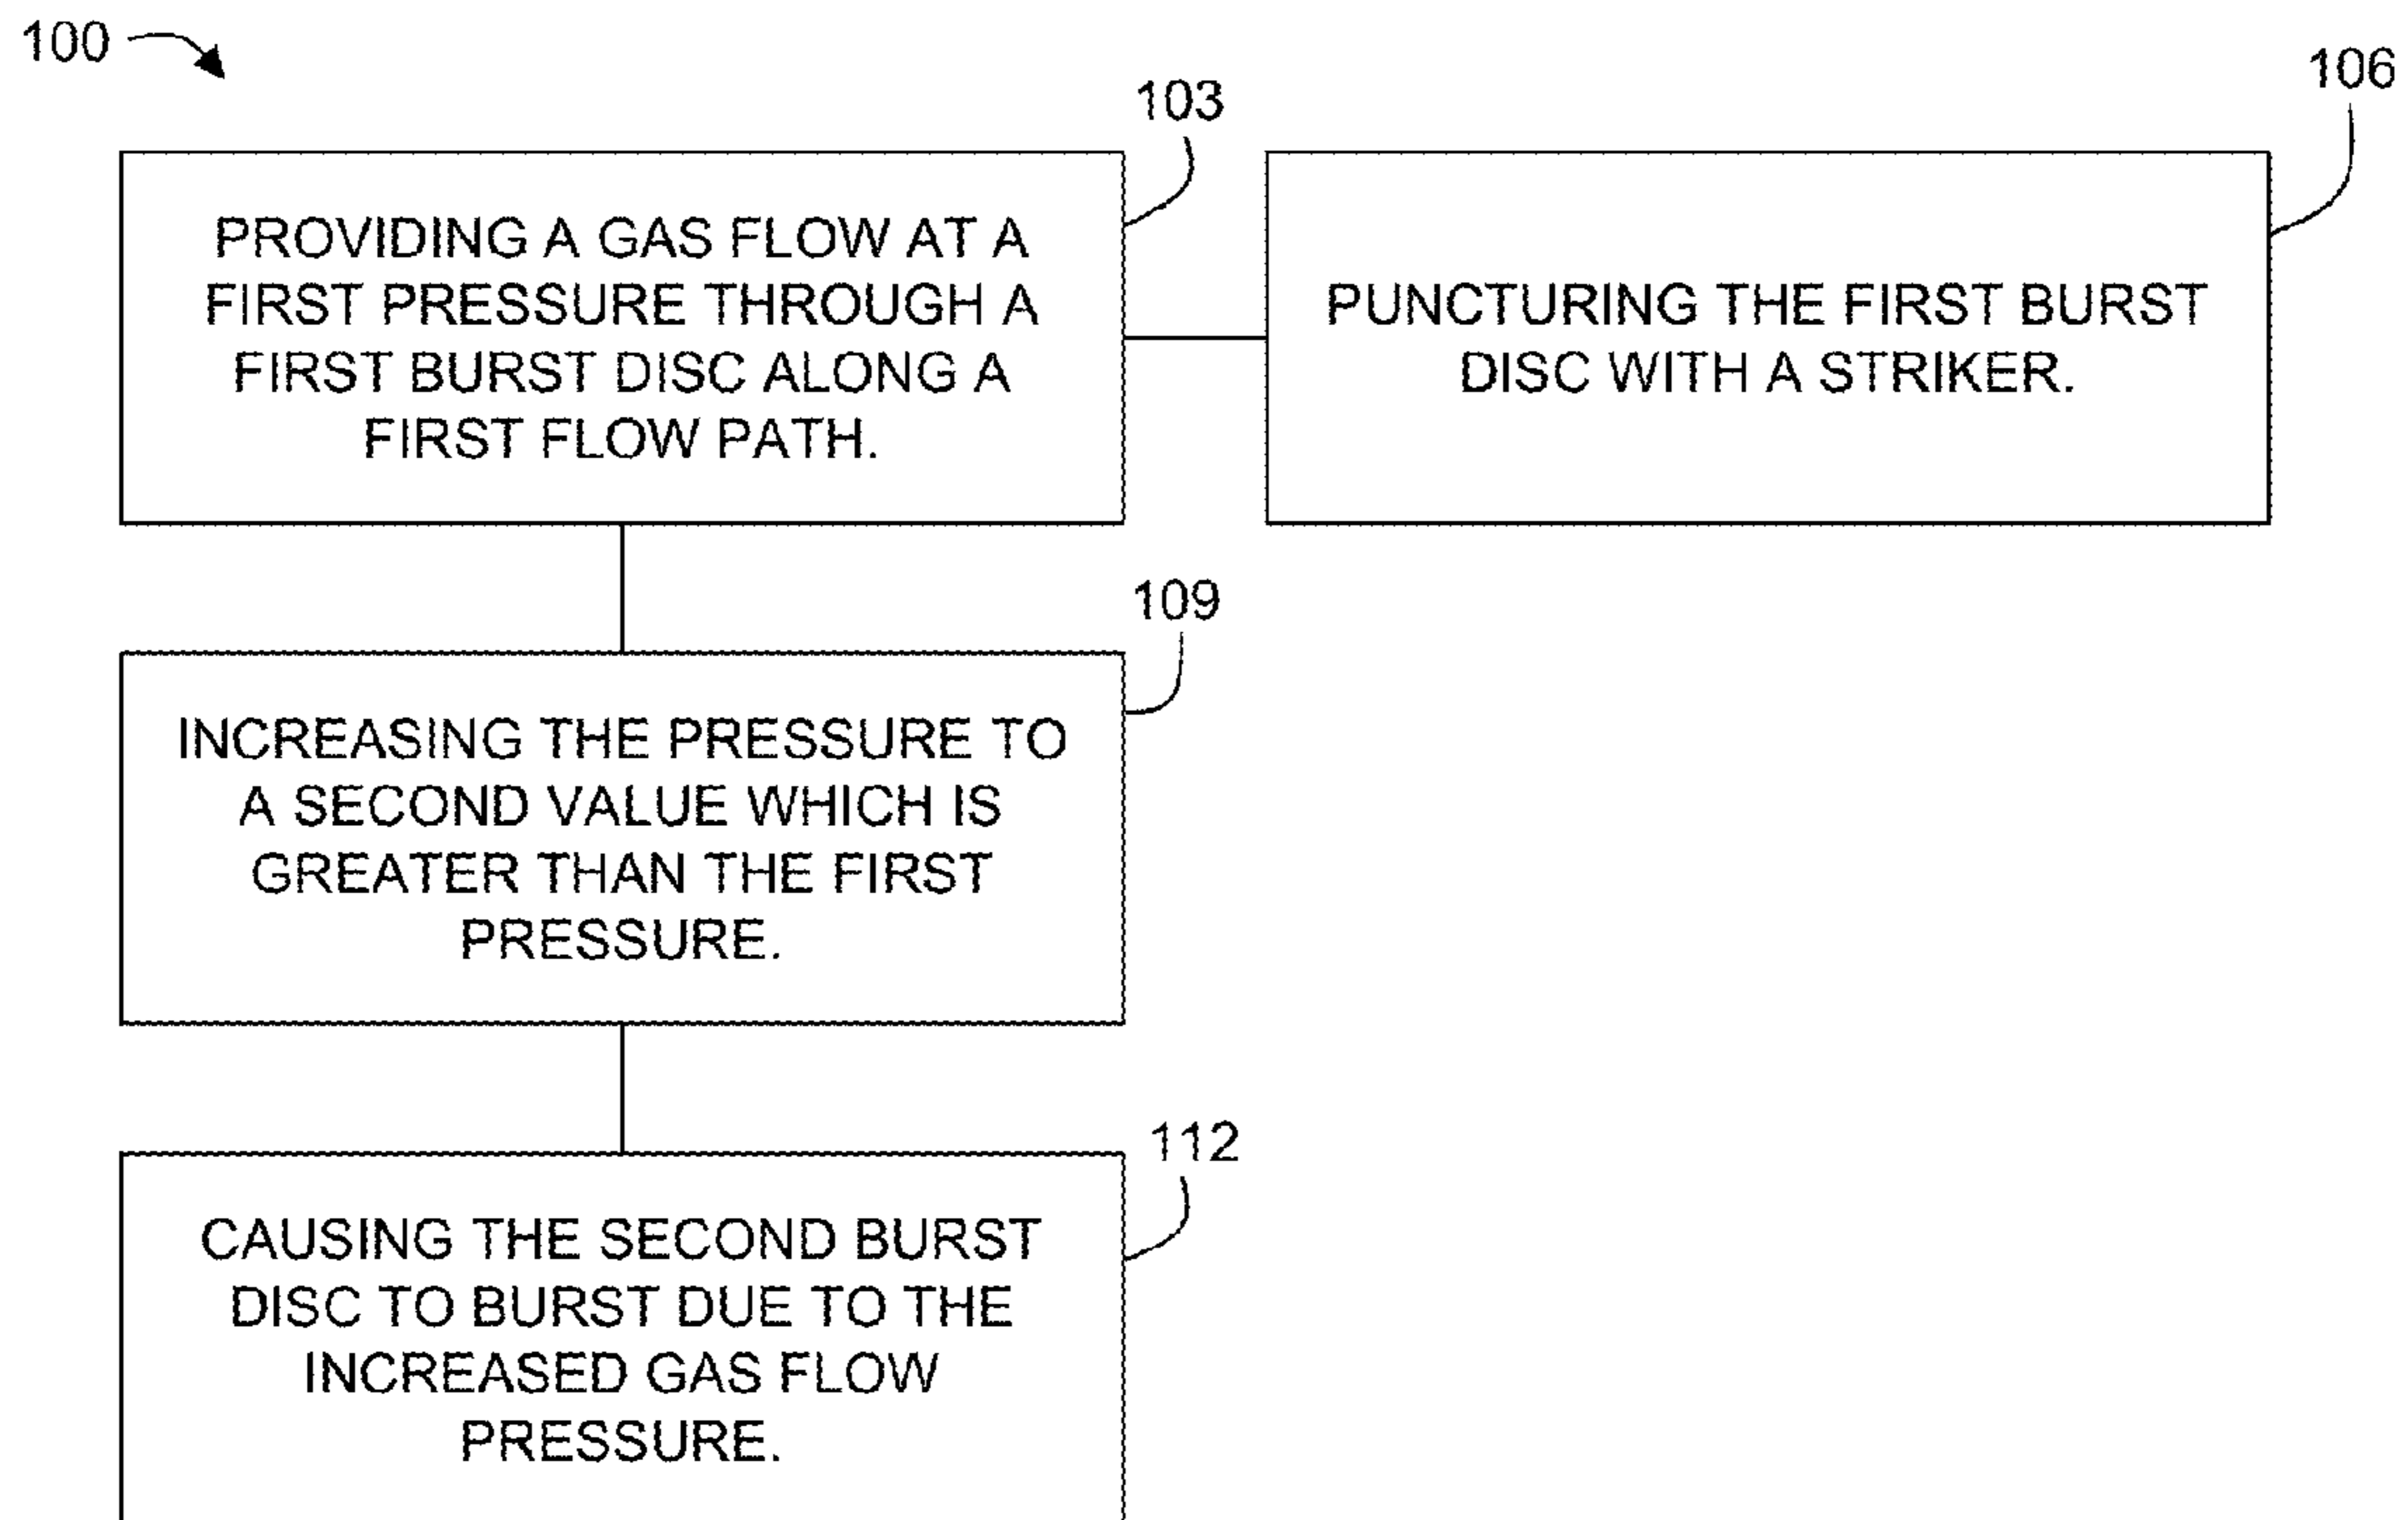 100
103
106
PROVIDING A GAS FLOW AT A
FIRST PRESSURE THROUGH A
FIRST BURST DISC ALONG A
FIRST FLOW PATH.
PUNCTURING THE FIRST BURST
DISC WITH A STRIKER.
109
INCREASING THE PRESSURE TO
A SECOND VALUE WHICH IS
GREATER THAN THE FIRST
PRESSURE.
112
CAUSING THE SECOND BURST
DISC TO BURST DUE TO THE
INCREASED GAS FLOW
PRESSURE.